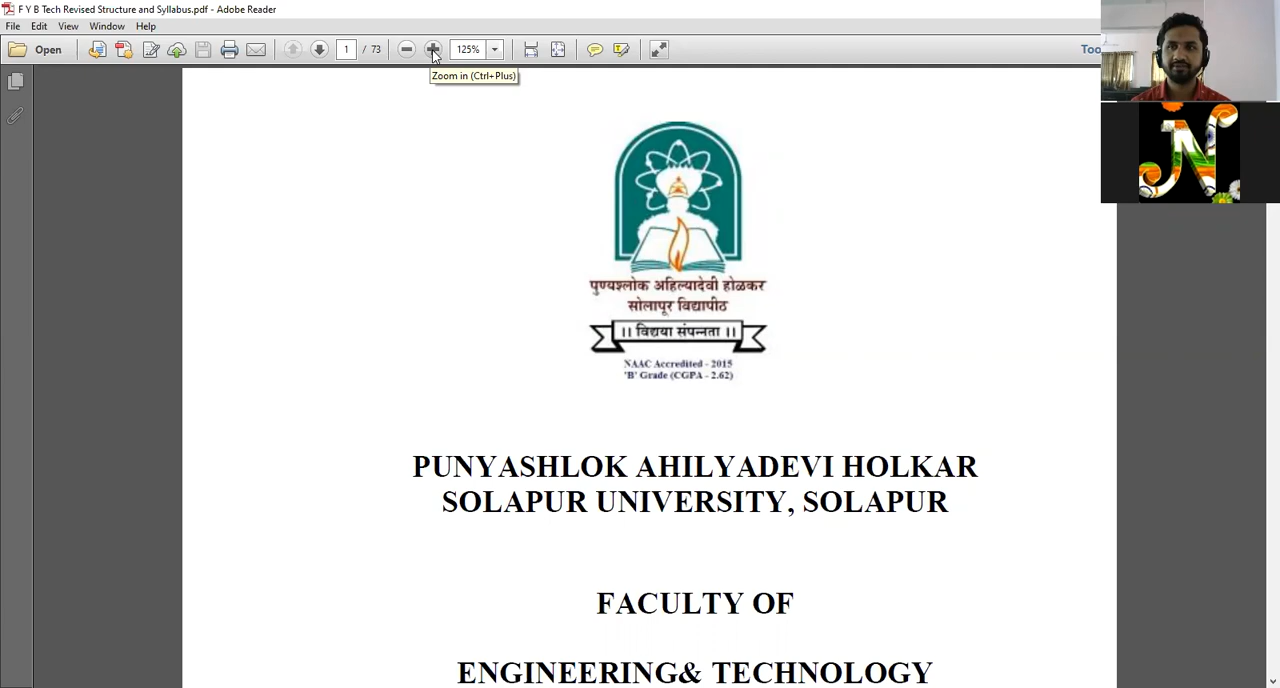 F Y B Tech Revised Structure and Syllabus.pdf - Adobe Reader
File Edit View Window Help
Open 1 / 73 125% Too
Zoom in (Ctrl+Plus)
N
पुण्यश्लोक अहिल्यादेवी होळकर
सोलापूर विद्यापीठ
।। विद्यया संपन्नता ।।
NAAC Accredited - 2015
'B' Grade (CGPA - 2.62)
PUNYASHLOK AHILYADEVI HOLKAR
SOLAPUR UNIVERSITY, SOLAPUR
FACULTY OF
ENGINEERING& TECHNOLOGY